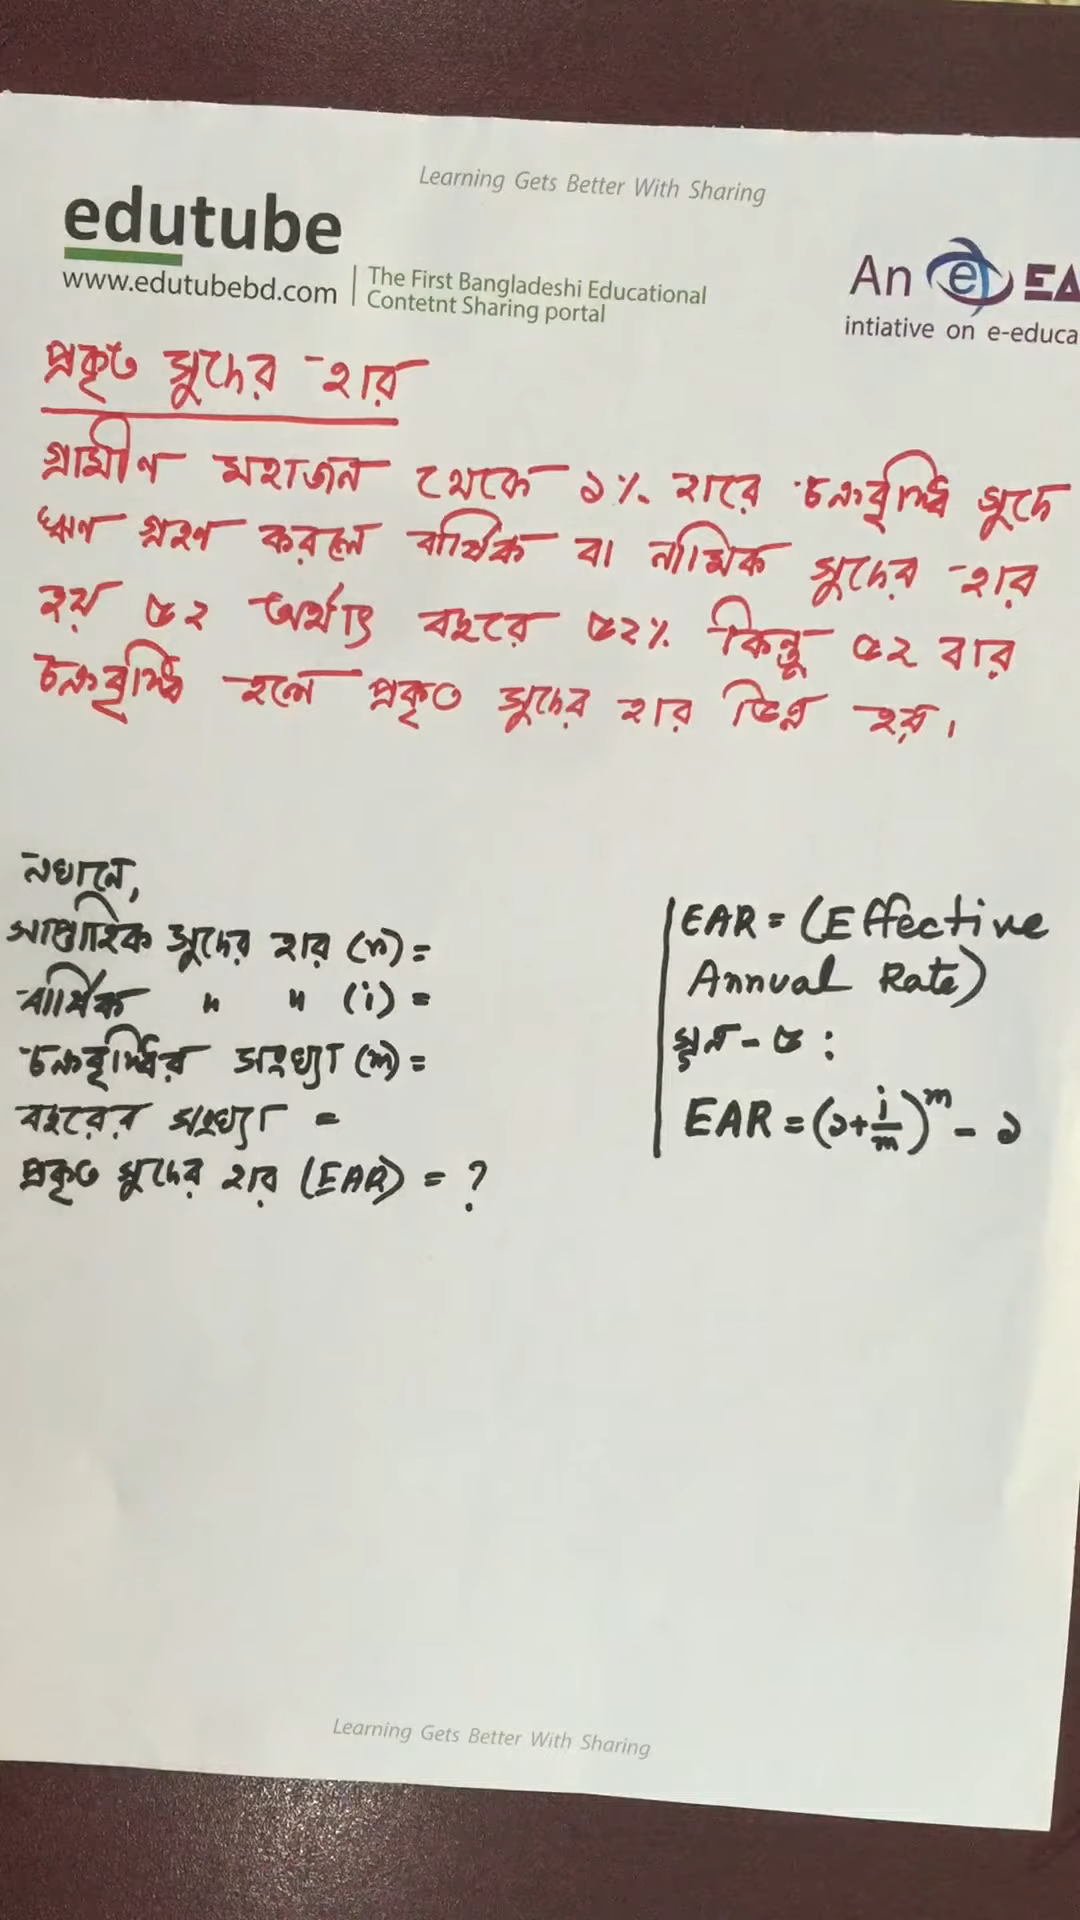 Learning Gets Better With Sharing
edutube
www.edutubebd.com
The First Bangladeshi Educational
Contetnt Sharing portal
An e EA
intiative on e-educa
প্রকৃত সুদের হার
গ্রামীণ মহাজন থেকে ১% হারে চক্রবৃদ্ধি সুদে
ঋণ গ্রহণ করলে বার্ষিক বা নামিক সুদের হার
হয় ৫২ অর্থাৎ বছরে ৫২% কিন্তু ৫২ বার
চক্রবৃদ্ধি হলে প্রকৃত সুদের হার ভিন্ন হয়।
এখানে,
সাপ্তাহিক সুদের হার (n) =
বার্ষিক " " (i) =
চক্রবৃদ্ধির সংখ্যা (m) =
বছরের সংখ্যা =
প্রকৃত সুদের হার (EAR) = ?
EAR = (Effective
Annual Rate)
সূত্র - ৫ :
EAR = (১+i/m)^m - ১
Learning Gets Better With Sharing